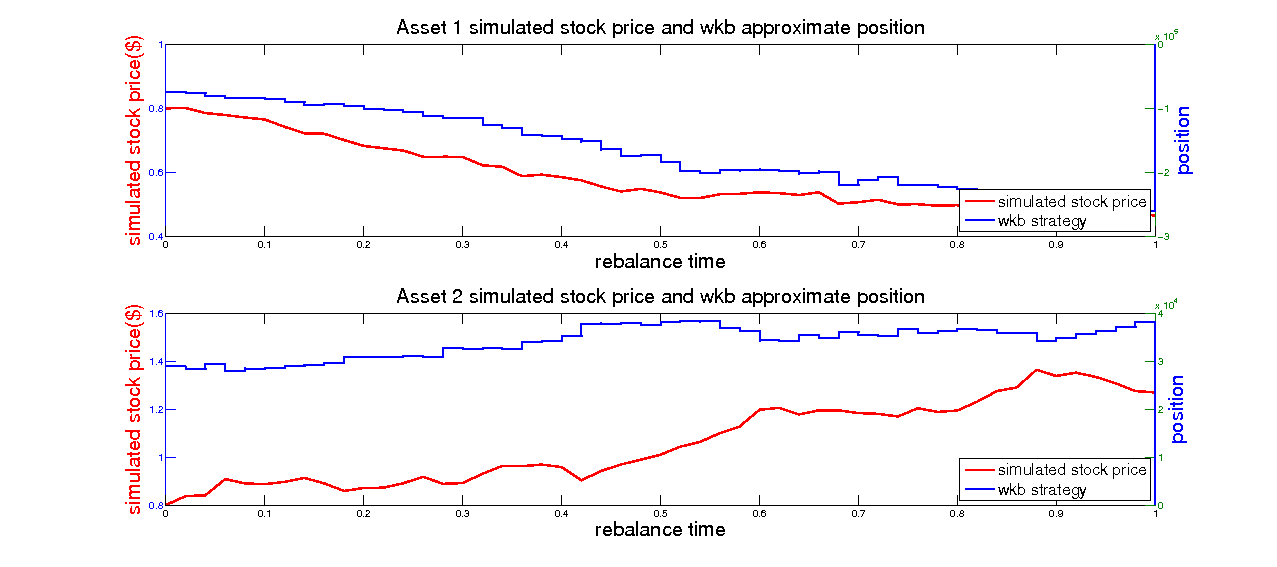 Asset 1 simulated stock price and wkb approximate position
x 10^5
simulated stock price($)
1
0.8
0.6
0.4
0
-1
-2
-3
position
simulated stock price
wkb strategy
0 0.1 0.2 0.3 0.4 0.5 0.6 0.7 0.8 0.9 1
rebalance time
Asset 2 simulated stock price and wkb approximate position
x 10^4
simulated stock price($)
1.6
1.4
1.2
1
0.8
4
3
2
1
0
position
simulated stock price
wkb strategy
0 0.1 0.2 0.3 0.4 0.5 0.6 0.7 0.8 0.9 1
rebalance time